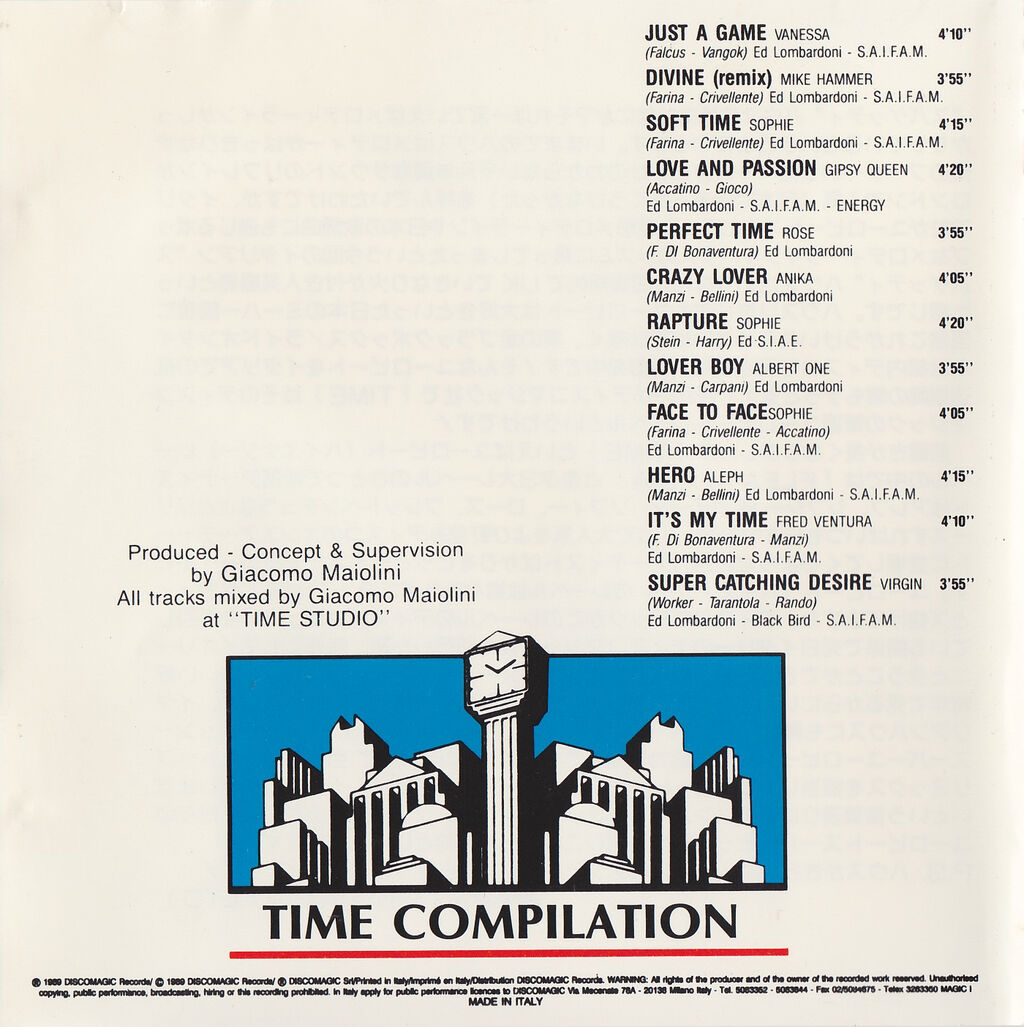 JUST A GAME VANESSA 4'10''
(Falcus - Vangok) Ed Lombardoni - S.A.I.F.A.M.
DIVINE (remix) MIKE HAMMER 3'55''
(Farina - Crivellente) Ed Lombardoni - S.A.I.F.A.M.
SOFT TIME SOPHIE 4'15''
(Farina - Crivellente) Ed Lombardoni - S.A.I.F.A.M.
LOVE AND PASSION GIPSY QUEEN 4'20''
(Accatino - Gioco)
Ed Lombardoni - S.A.I.F.A.M. - ENERGY
PERFECT TIME ROSE 3'55''
(F. DI Bonaventura) Ed Lombardoni
CRAZY LOVER ANIKA 4'05''
(Manzi - Bellini) Ed Lombardoni
RAPTURE SOPHIE 4'20''
(Stein - Harry) Ed S.I.A.E.
LOVER BOY ALBERT ONE 3'55''
(Manzi - Carpani) Ed Lombardoni
FACE TO FACE SOPHIE 4'05''
(Farina - Crivellente - Accatino)
Ed Lombardoni - S.A.I.F.A.M.
HERO ALEPH 4'15''
(Manzi - Bellini) Ed Lombardoni - S.A.I.F.A.M.
IT'S MY TIME FRED VENTURA 4'10''
(F. Di Bonaventura - Manzi)
Ed Lombardoni - S.A.I.F.A.M.
SUPER CATCHING DESIRE VIRGIN 3'55''
(Worker - Tarantola - Rando)
Ed Lombardoni - Black Bird - S.A.I.F.A.M.
Produced - Concept & Supervision
by Giacomo Maiolini
All tracks mixed by Giacomo Maiolini
at ''TIME STUDIO''
TIME COMPILATION
℗ 1989 DISCOMAGIC Records/ © 1989 DISCOMAGIC Records/ ℗ DISCOMAGIC Srl/Printed in Italy/Imprimé en Italy/Distribution DISCOMAGIC Records. WARNING: All rights of the producer and of the owner of the recorded work reserved. Unauthorised
copying, public performance, broadcasting, hiring or this recording prohibited. In Italy apply for public performance licences to DISCOMAGIC Via Mecenate 78A - 20138 Milano Italy - Tel. 5063352 - 5063844 - Fax 02/5084675 - Telex 3263350 MAGIC I
MADE IN ITALY